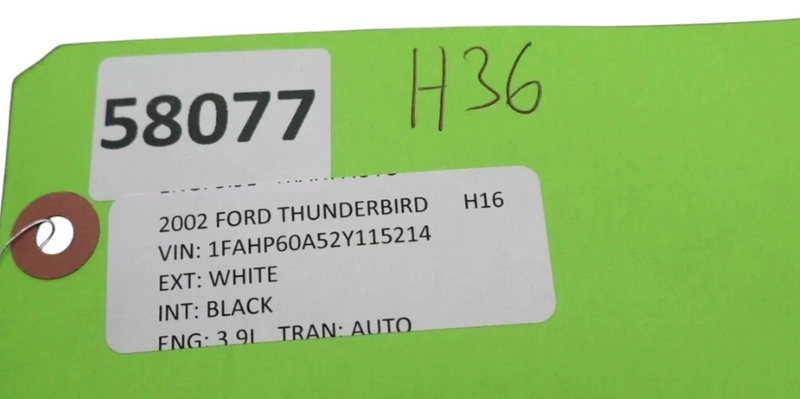 58077
H36
2002 FORD THUNDERBIRD H16
VIN: 1FAHP60A52Y115214
EXT: WHITE
INT: BLACK
ENG: 3.9L TRAN: AUTO